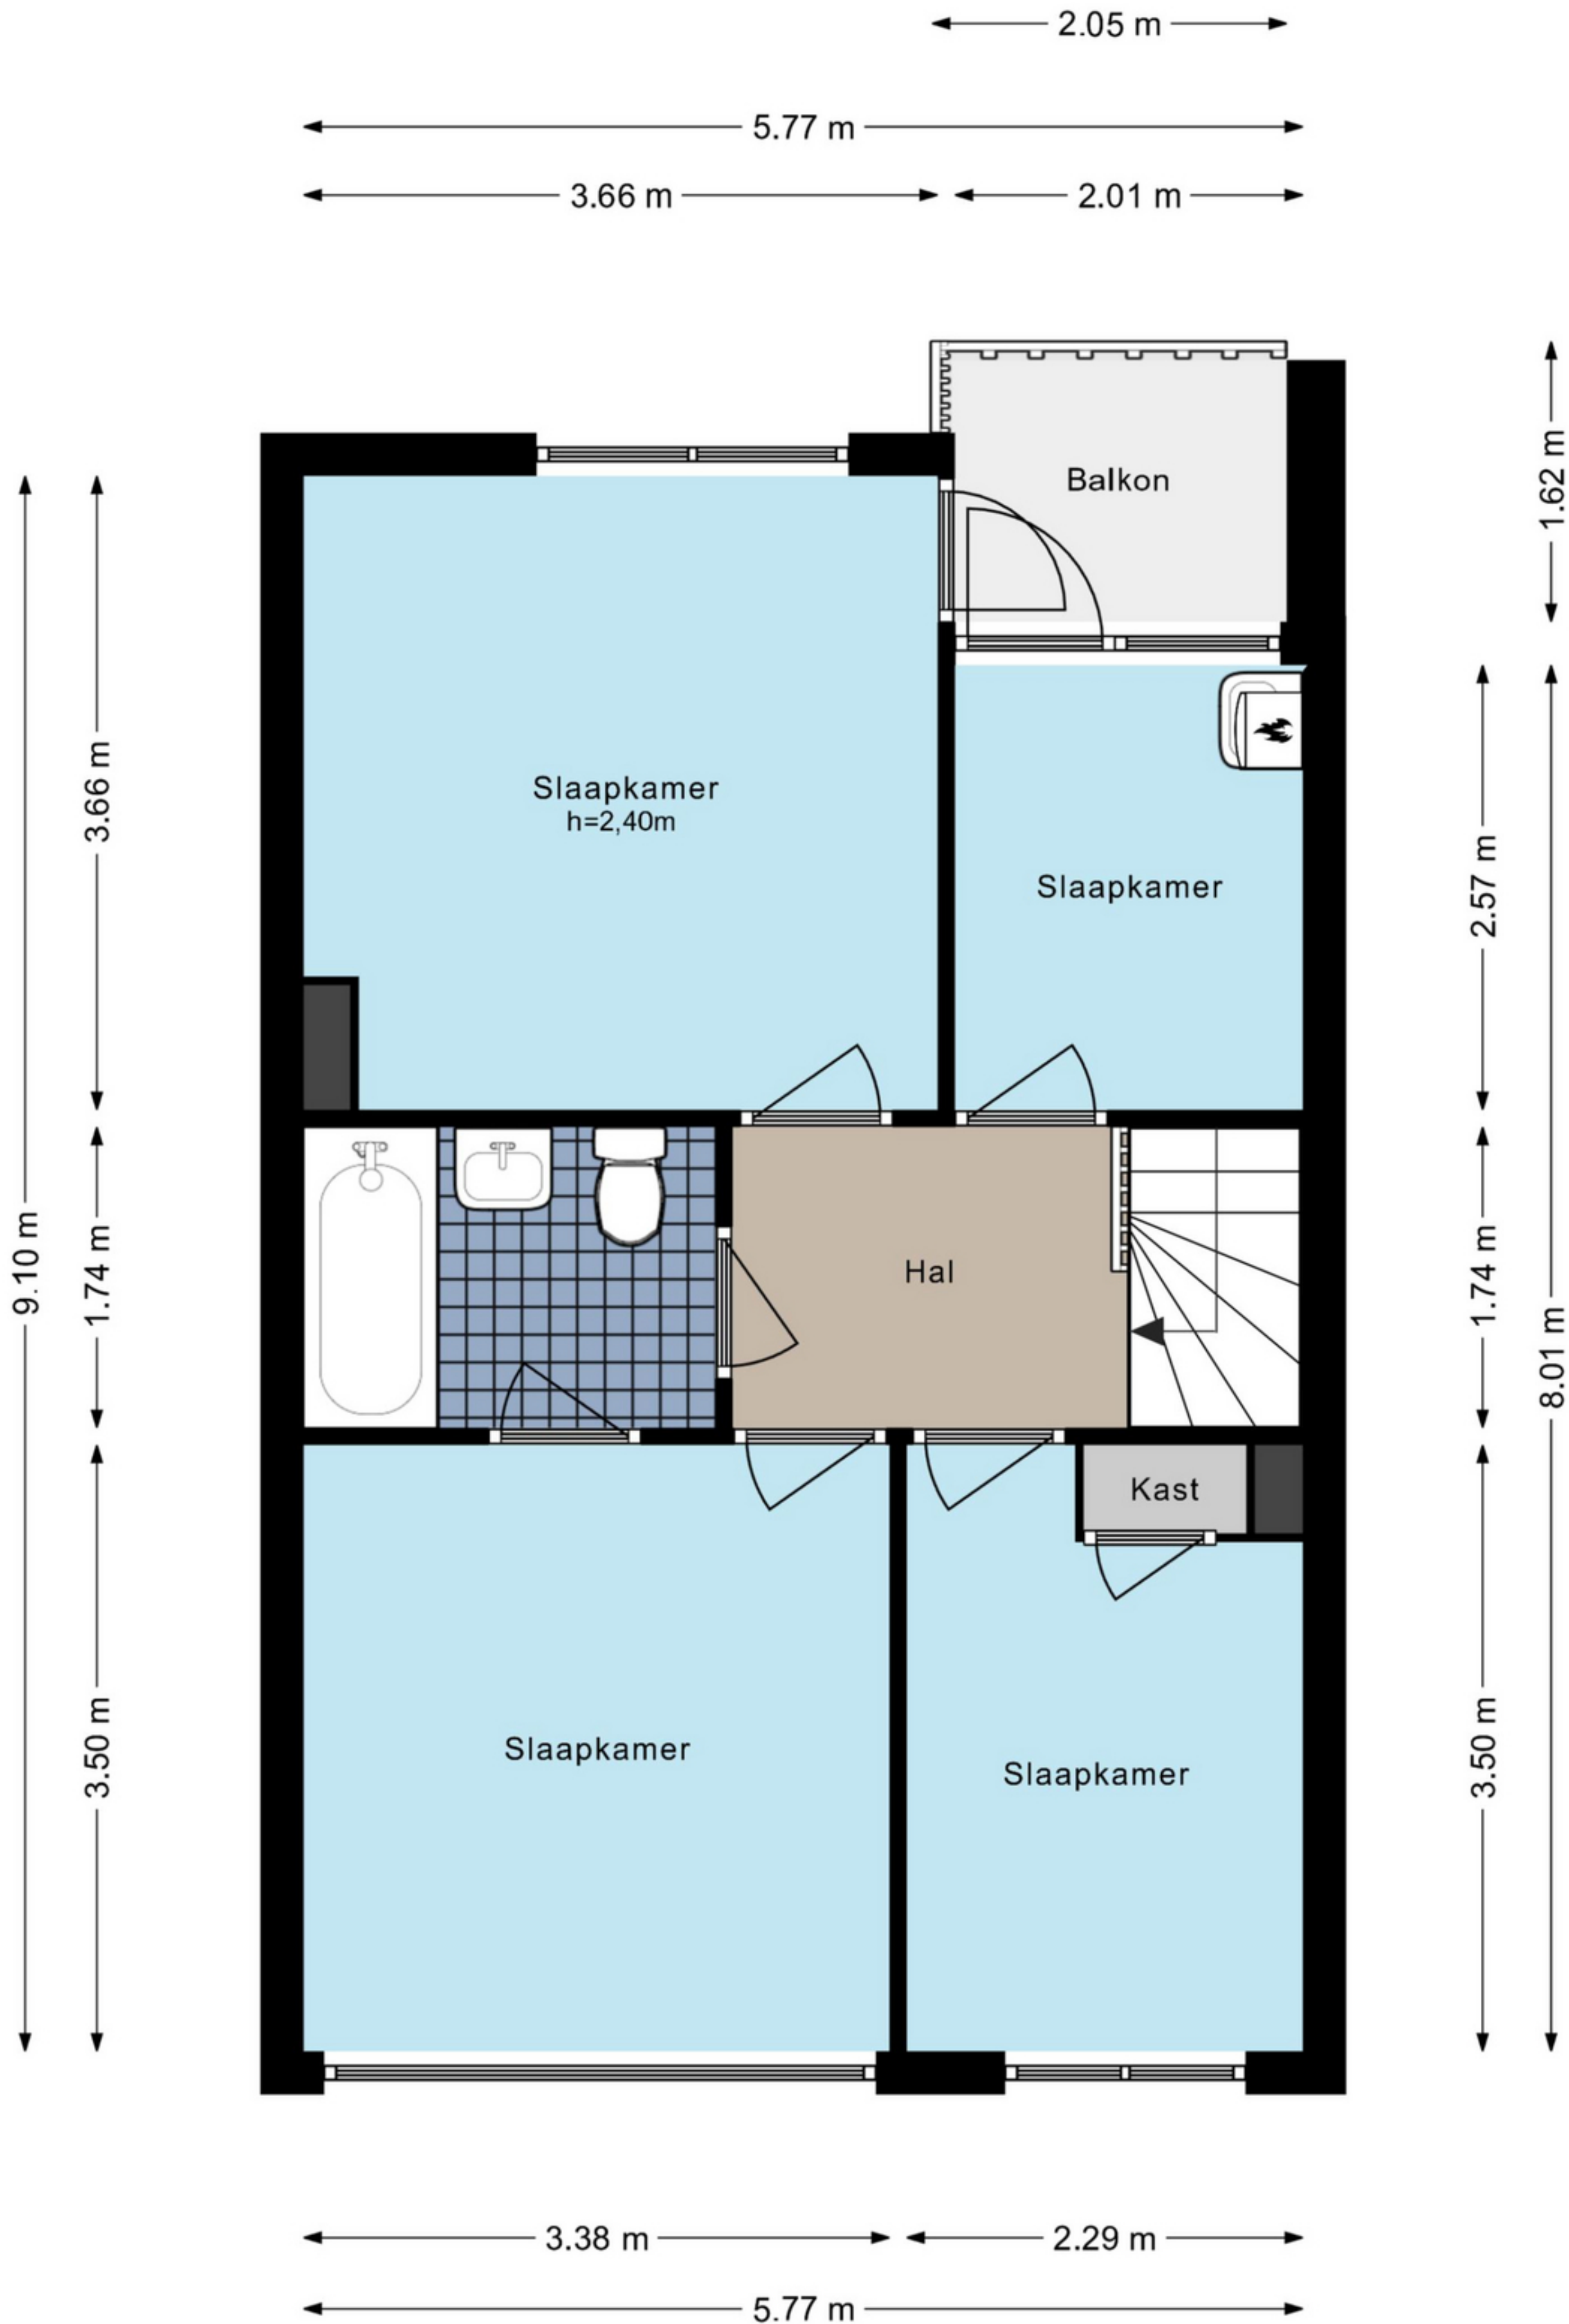 2.05 m
5.77 m
3.66 m
2.01 m
Balkon
1.62 m
3.66 m
Slaapkamer
h=2,40m
Slaapkamer
2.57 m
9.10 m
1.74 m
Hal
1.74 m
8.01 m
Kast
3.50 m
Slaapkamer
Slaapkamer
3.50 m
3.38 m
2.29 m
5.77 m